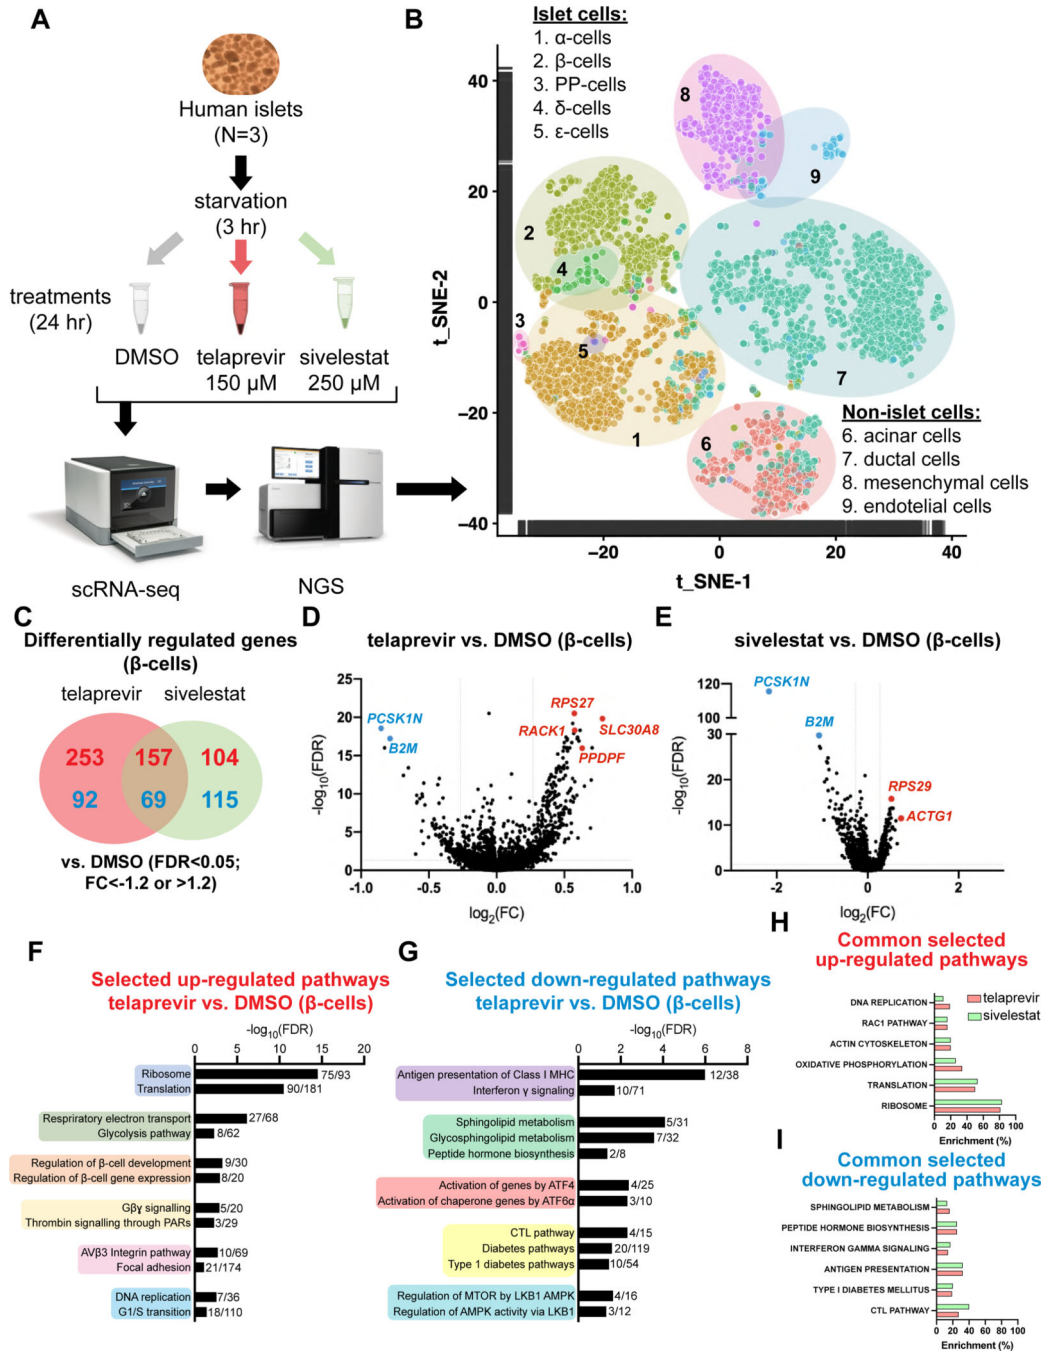 A
Human islets
(N=3)
starvation
(3 hr)
treatments
(24 hr)
DMSO
telaprevir
150 µM
sivelestat
250 µM
scRNA-seq
NGS
B
Islet cells:
1. α-cells
2. β-cells
3. PP-cells
4. δ-cells
5. ε-cells
t_SNE-2
40
20
0
−20
−40
8
9
2
4
3
5
7
1
6
Non-islet cells:
6. acinar cells
7. ductal cells
8. mesenchymal cells
9. endotelial cells
−20
0
20
40
t_SNE-1
C
Differentially regulated genes
(β-cells)
telaprevir
sivelestat
253
157
104
92
69
115
vs. DMSO (FDR<0.05;
FC<-1.2 or >1.2)
D
telaprevir vs. DMSO (β-cells)
-log10(FDR)
25
20
15
10
5
0
PCSK1N
B2M
RPS27
RACK1
SLC30A8
PPDPF
-1.0
-0.5
0.0
0.5
1.0
log2(FC)
E
sivelestat vs. DMSO (β-cells)
-log10(FDR)
120
100
30
20
10
0
PCSK1N
B2M
RPS29
ACTG1
-2
0
2
log2(FC)
F
Selected up-regulated pathways
telaprevir vs. DMSO (β-cells)
-log10(FDR)
0
5
10
15
20
Ribosome 75/93
Translation 90/181
Respriratory electron transport 27/68
Glycolysis pathway 8/62
Regulation of β-cell development 9/30
Regulation of β-cell gene expression 8/20
Gβγ signalling 5/20
Thrombin signalling through PARs 3/29
AVβ3 Integrin pathway 10/69
Focal adhesion 21/174
DNA replication 7/36
G1/S transition 18/110
G
Selected down-regulated pathways
telaprevir vs. DMSO (β-cells)
-log10(FDR)
0
2
4
6
8
Antigen presentation of Class I MHC 12/38
Interferon γ signaling 10/71
Sphingolipid metabolism 5/31
Glycosphingolipid metabolism 7/32
Peptide hormone biosynthesis 2/8
Activation of genes by ATF4 4/25
Activation of chaperone genes by ATF6α 3/10
CTL pathway 4/15
Diabetes pathways 20/119
Type 1 diabetes pathways 10/54
Regulation of MTOR by LKB1 AMPK 4/16
Regulation of AMPK activity via LKB1 3/12
H
Common selected
up-regulated pathways
telaprevir
sivelestat
DNA REPLICATION
RAC1 PATHWAY
ACTIN CYTOSKELETON
OXIDATIVE PHOSPHORYLATION
TRANSLATION
RIBOSOME
0 20 40 60 80 100
Enrichment (%)
I
Common selected
down-regulated pathways
SPHINGOLIPID METABOLISM
PEPTIDE HORMONE BIOSYNTHESIS
INTERFERON GAMMA SIGNALING
ANTIGEN PRESENTATION
TYPE I DIABETES MELLITUS
CTL PATHWAY
0 20 40 60 80 100
Enrichment (%)